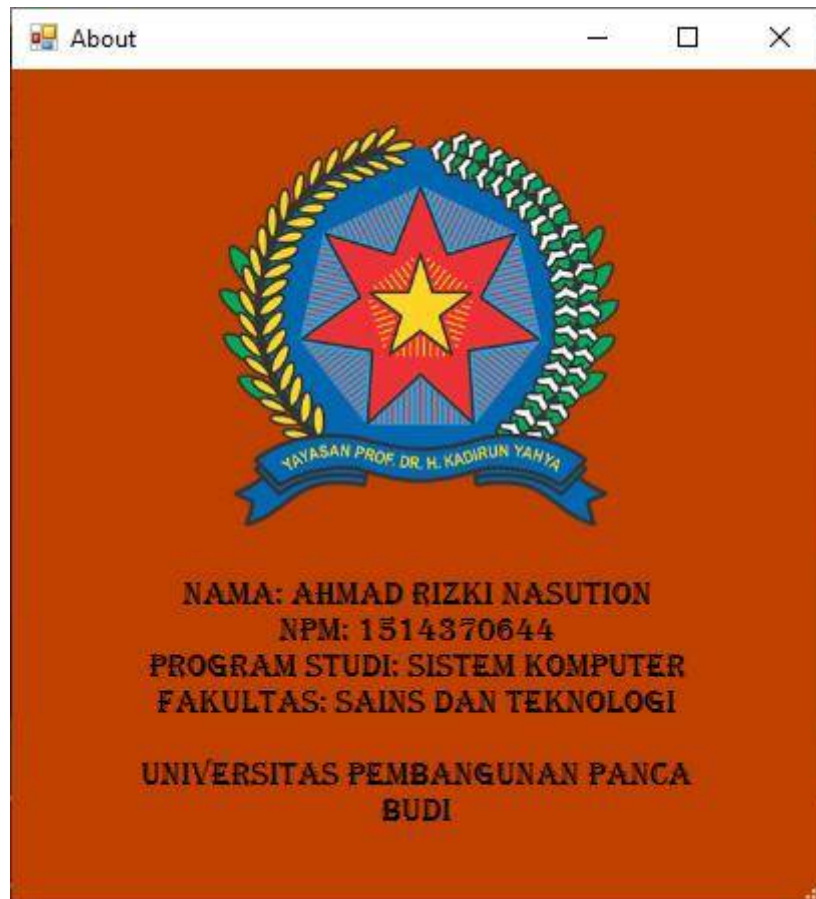 About
YAYASAN PROF. DR. H. KADIRUN YAHYA
NAMA: AHMAD RIZKI NASUTION
NPM: 1514370644
PROGRAM STUDI: SISTEM KOMPUTER
FAKULTAS: SAINS DAN TEKNOLOGI
UNIVERSITAS PEMBANGUNAN PANCA
BUDI